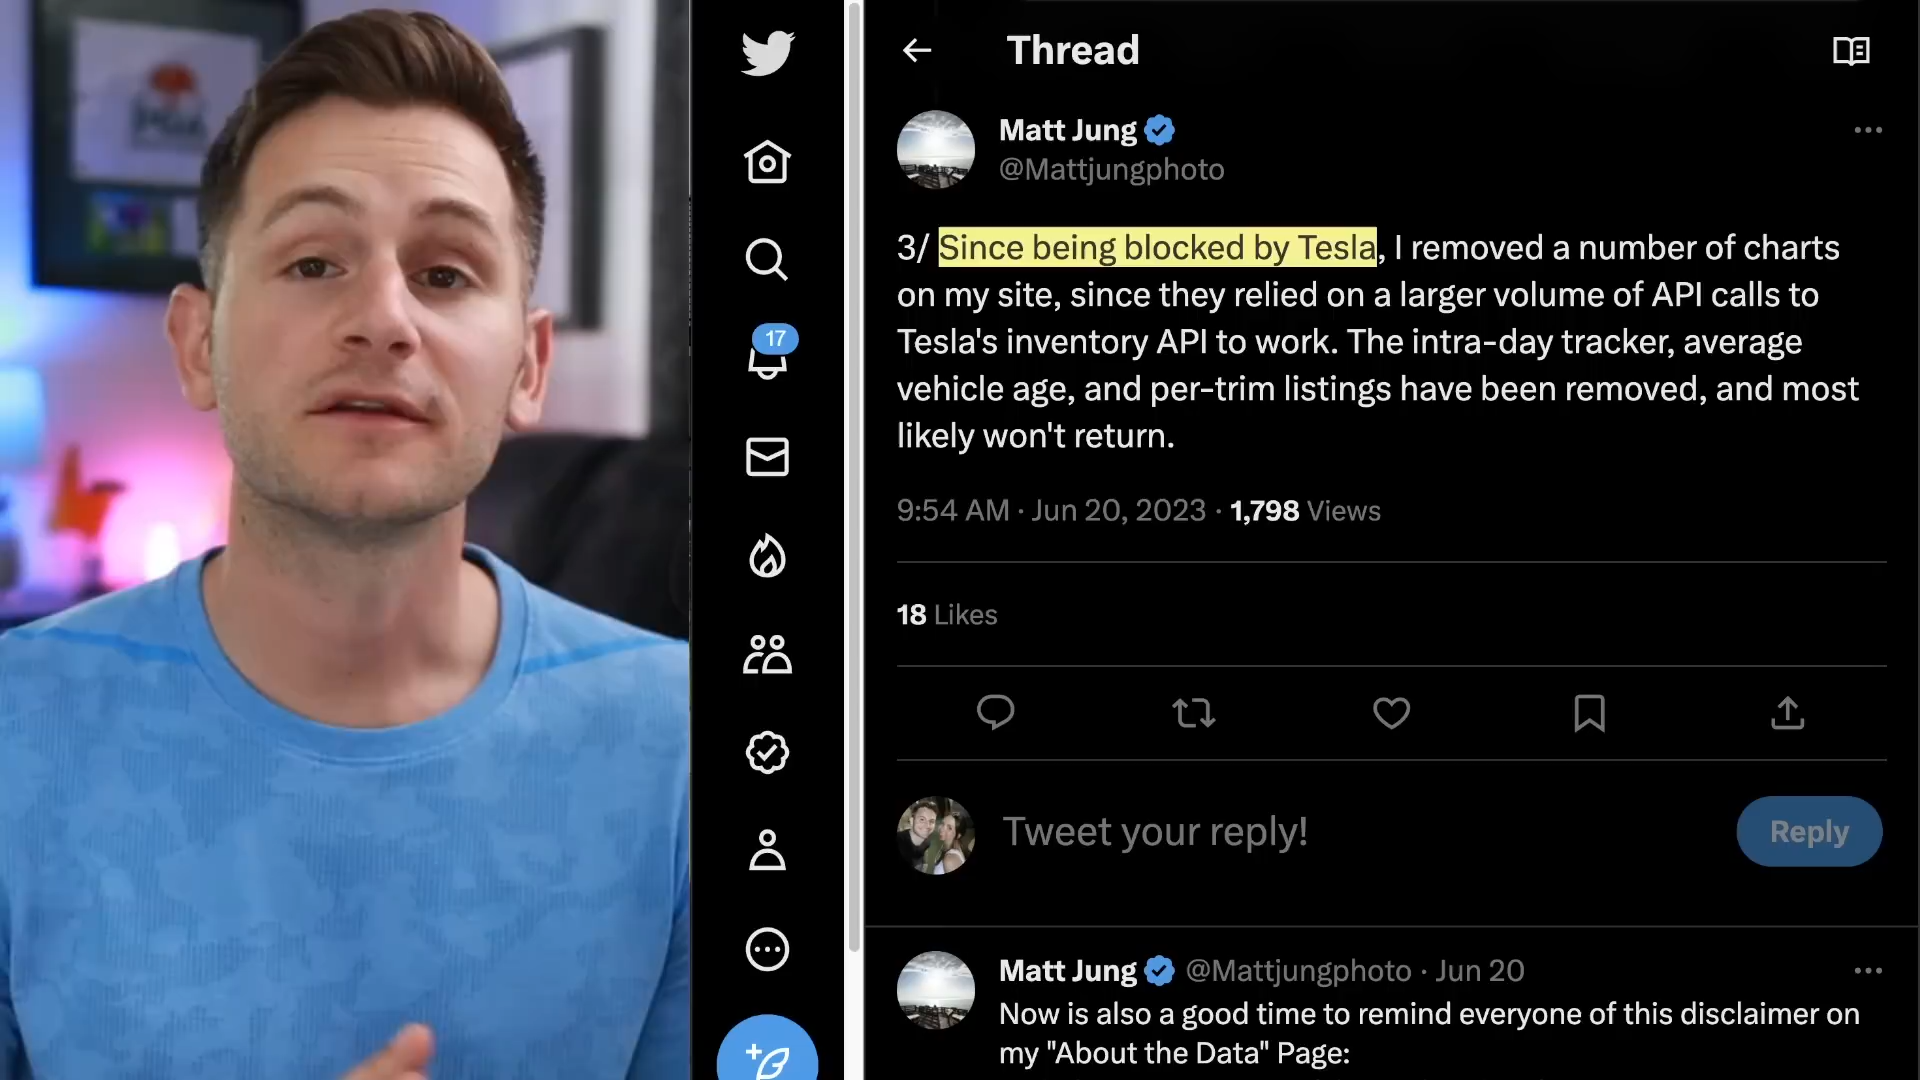 PGA
17
Thread
Matt Jung
@Mattjungphoto
3/ Since being blocked by Tesla, I removed a number of charts
on my site, since they relied on a larger volume of API calls to
Tesla's inventory API to work. The intra-day tracker, average
vehicle age, and per-trim listings have been removed, and most
likely won't return.
9:54 AM · Jun 20, 2023 · 1,798 Views
18 Likes
Tweet your reply!
Reply
Matt Jung @Mattjungphoto · Jun 20
Now is also a good time to remind everyone of this disclaimer on
my "About the Data" Page: